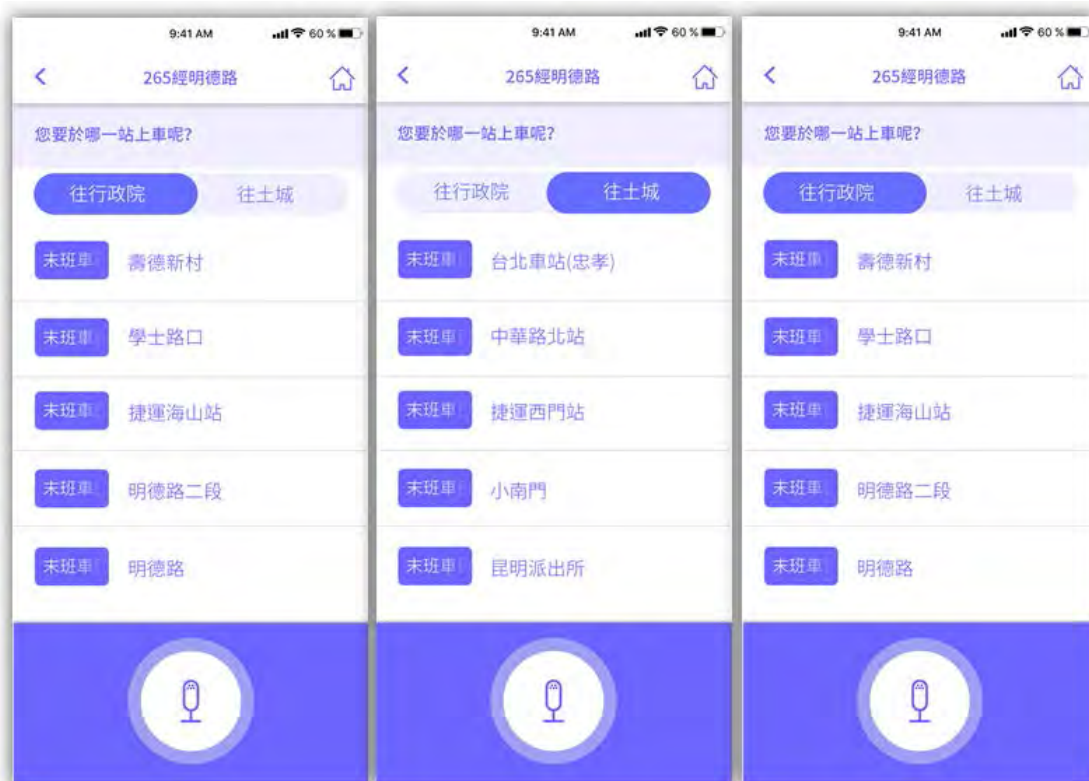 9:41 AM 60 %
265經明德路
您要於哪一站上車呢?
往行政院 往土城
末班車 壽德新村
末班車 學士路口
末班車 捷運海山站
末班車 明德路二段
末班車 明德路
9:41 AM 60 %
265經明德路
您要於哪一站上車呢?
往行政院 往土城
末班車 台北車站(忠孝)
末班車 中華路北站
末班車 捷運西門站
末班車 小南門
末班車 昆明派出所
9:41 AM 60 %
265經明德路
您要於哪一站上車呢?
往行政院 往土城
末班車 壽德新村
末班車 學士路口
末班車 捷運海山站
末班車 明德路二段
末班車 明德路